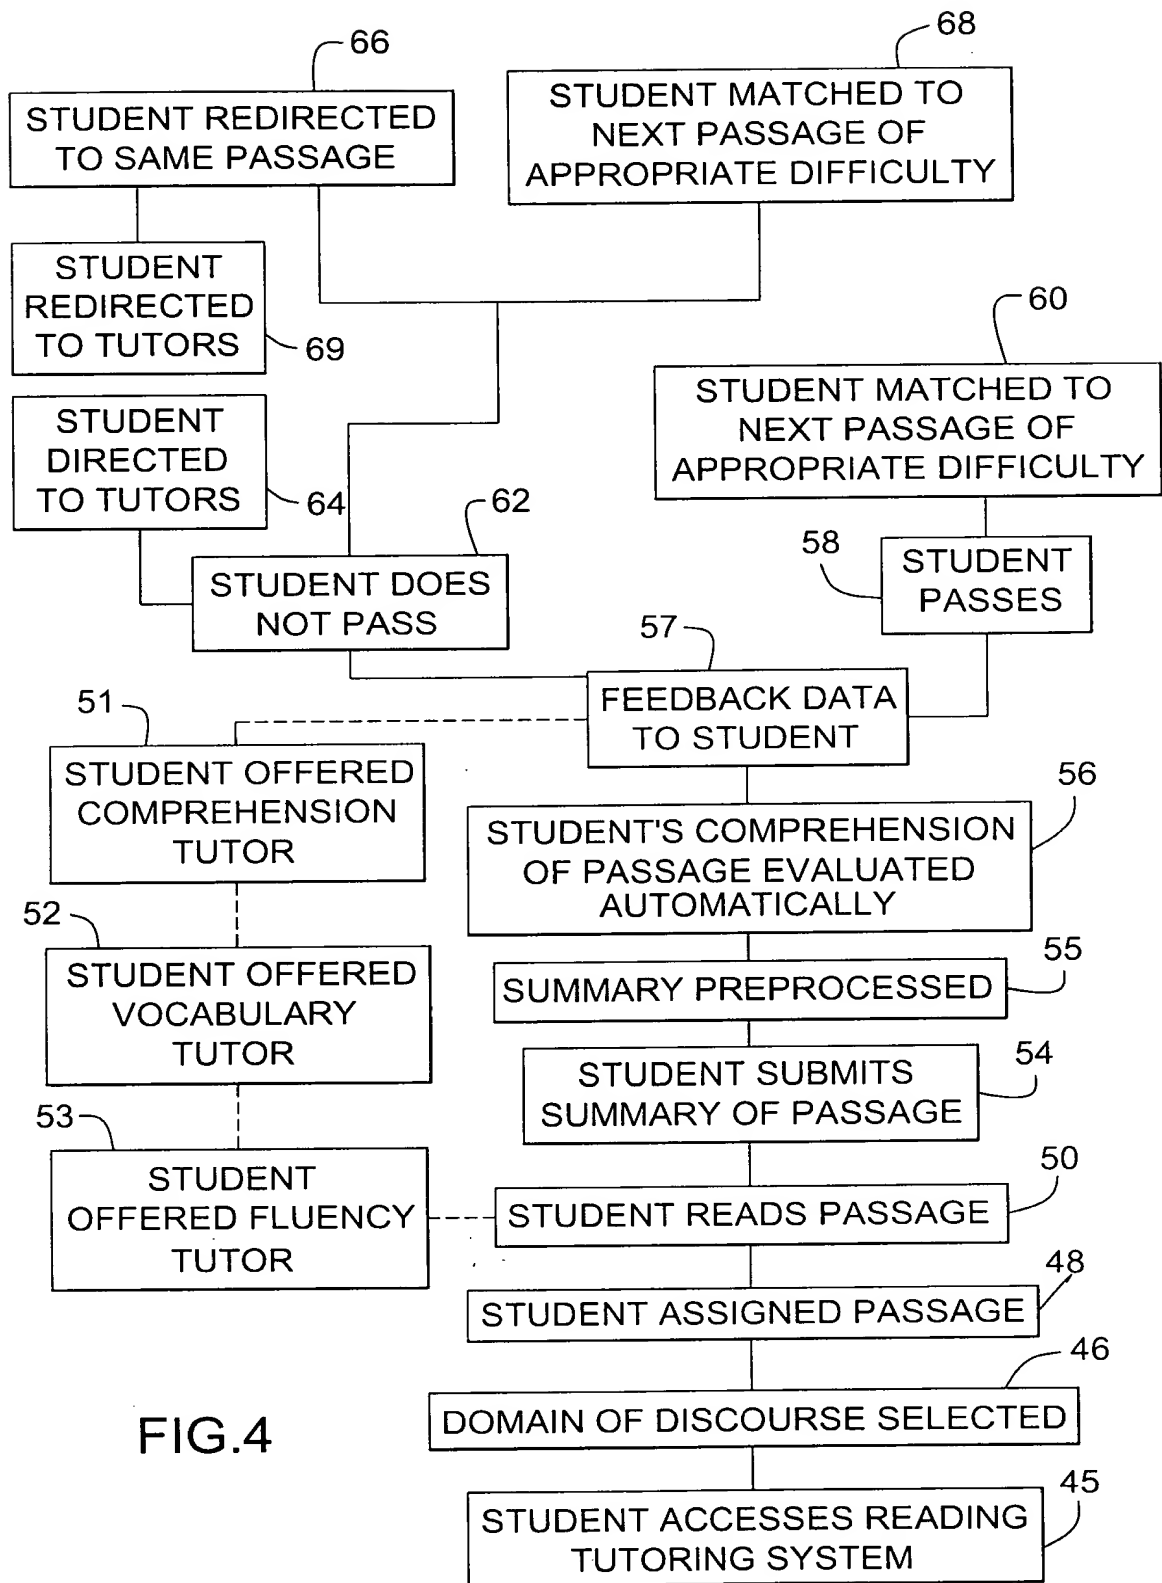 66
STUDENT REDIRECTED
TO SAME PASSAGE
68
STUDENT MATCHED TO
NEXT PASSAGE OF
APPROPRIATE DIFFICULTY
STUDENT
REDIRECTED
TO TUTORS
69
60
STUDENT MATCHED TO
NEXT PASSAGE OF
APPROPRIATE DIFFICULTY
STUDENT
DIRECTED
TO TUTORS
64
62
STUDENT DOES
NOT PASS
58
STUDENT
PASSES
57
FEEDBACK DATA
TO STUDENT
51
STUDENT OFFERED
COMPREHENSION
TUTOR
56
STUDENT'S COMPREHENSION
OF PASSAGE EVALUATED
AUTOMATICALLY
52
STUDENT OFFERED
VOCABULARY
TUTOR
55
SUMMARY PREPROCESSED
54
STUDENT SUBMITS
SUMMARY OF PASSAGE
53
STUDENT
OFFERED FLUENCY
TUTOR
50
STUDENT READS PASSAGE
48
STUDENT ASSIGNED PASSAGE
46
DOMAIN OF DISCOURSE SELECTED
FIG.4
45
STUDENT ACCESSES READING
TUTORING SYSTEM